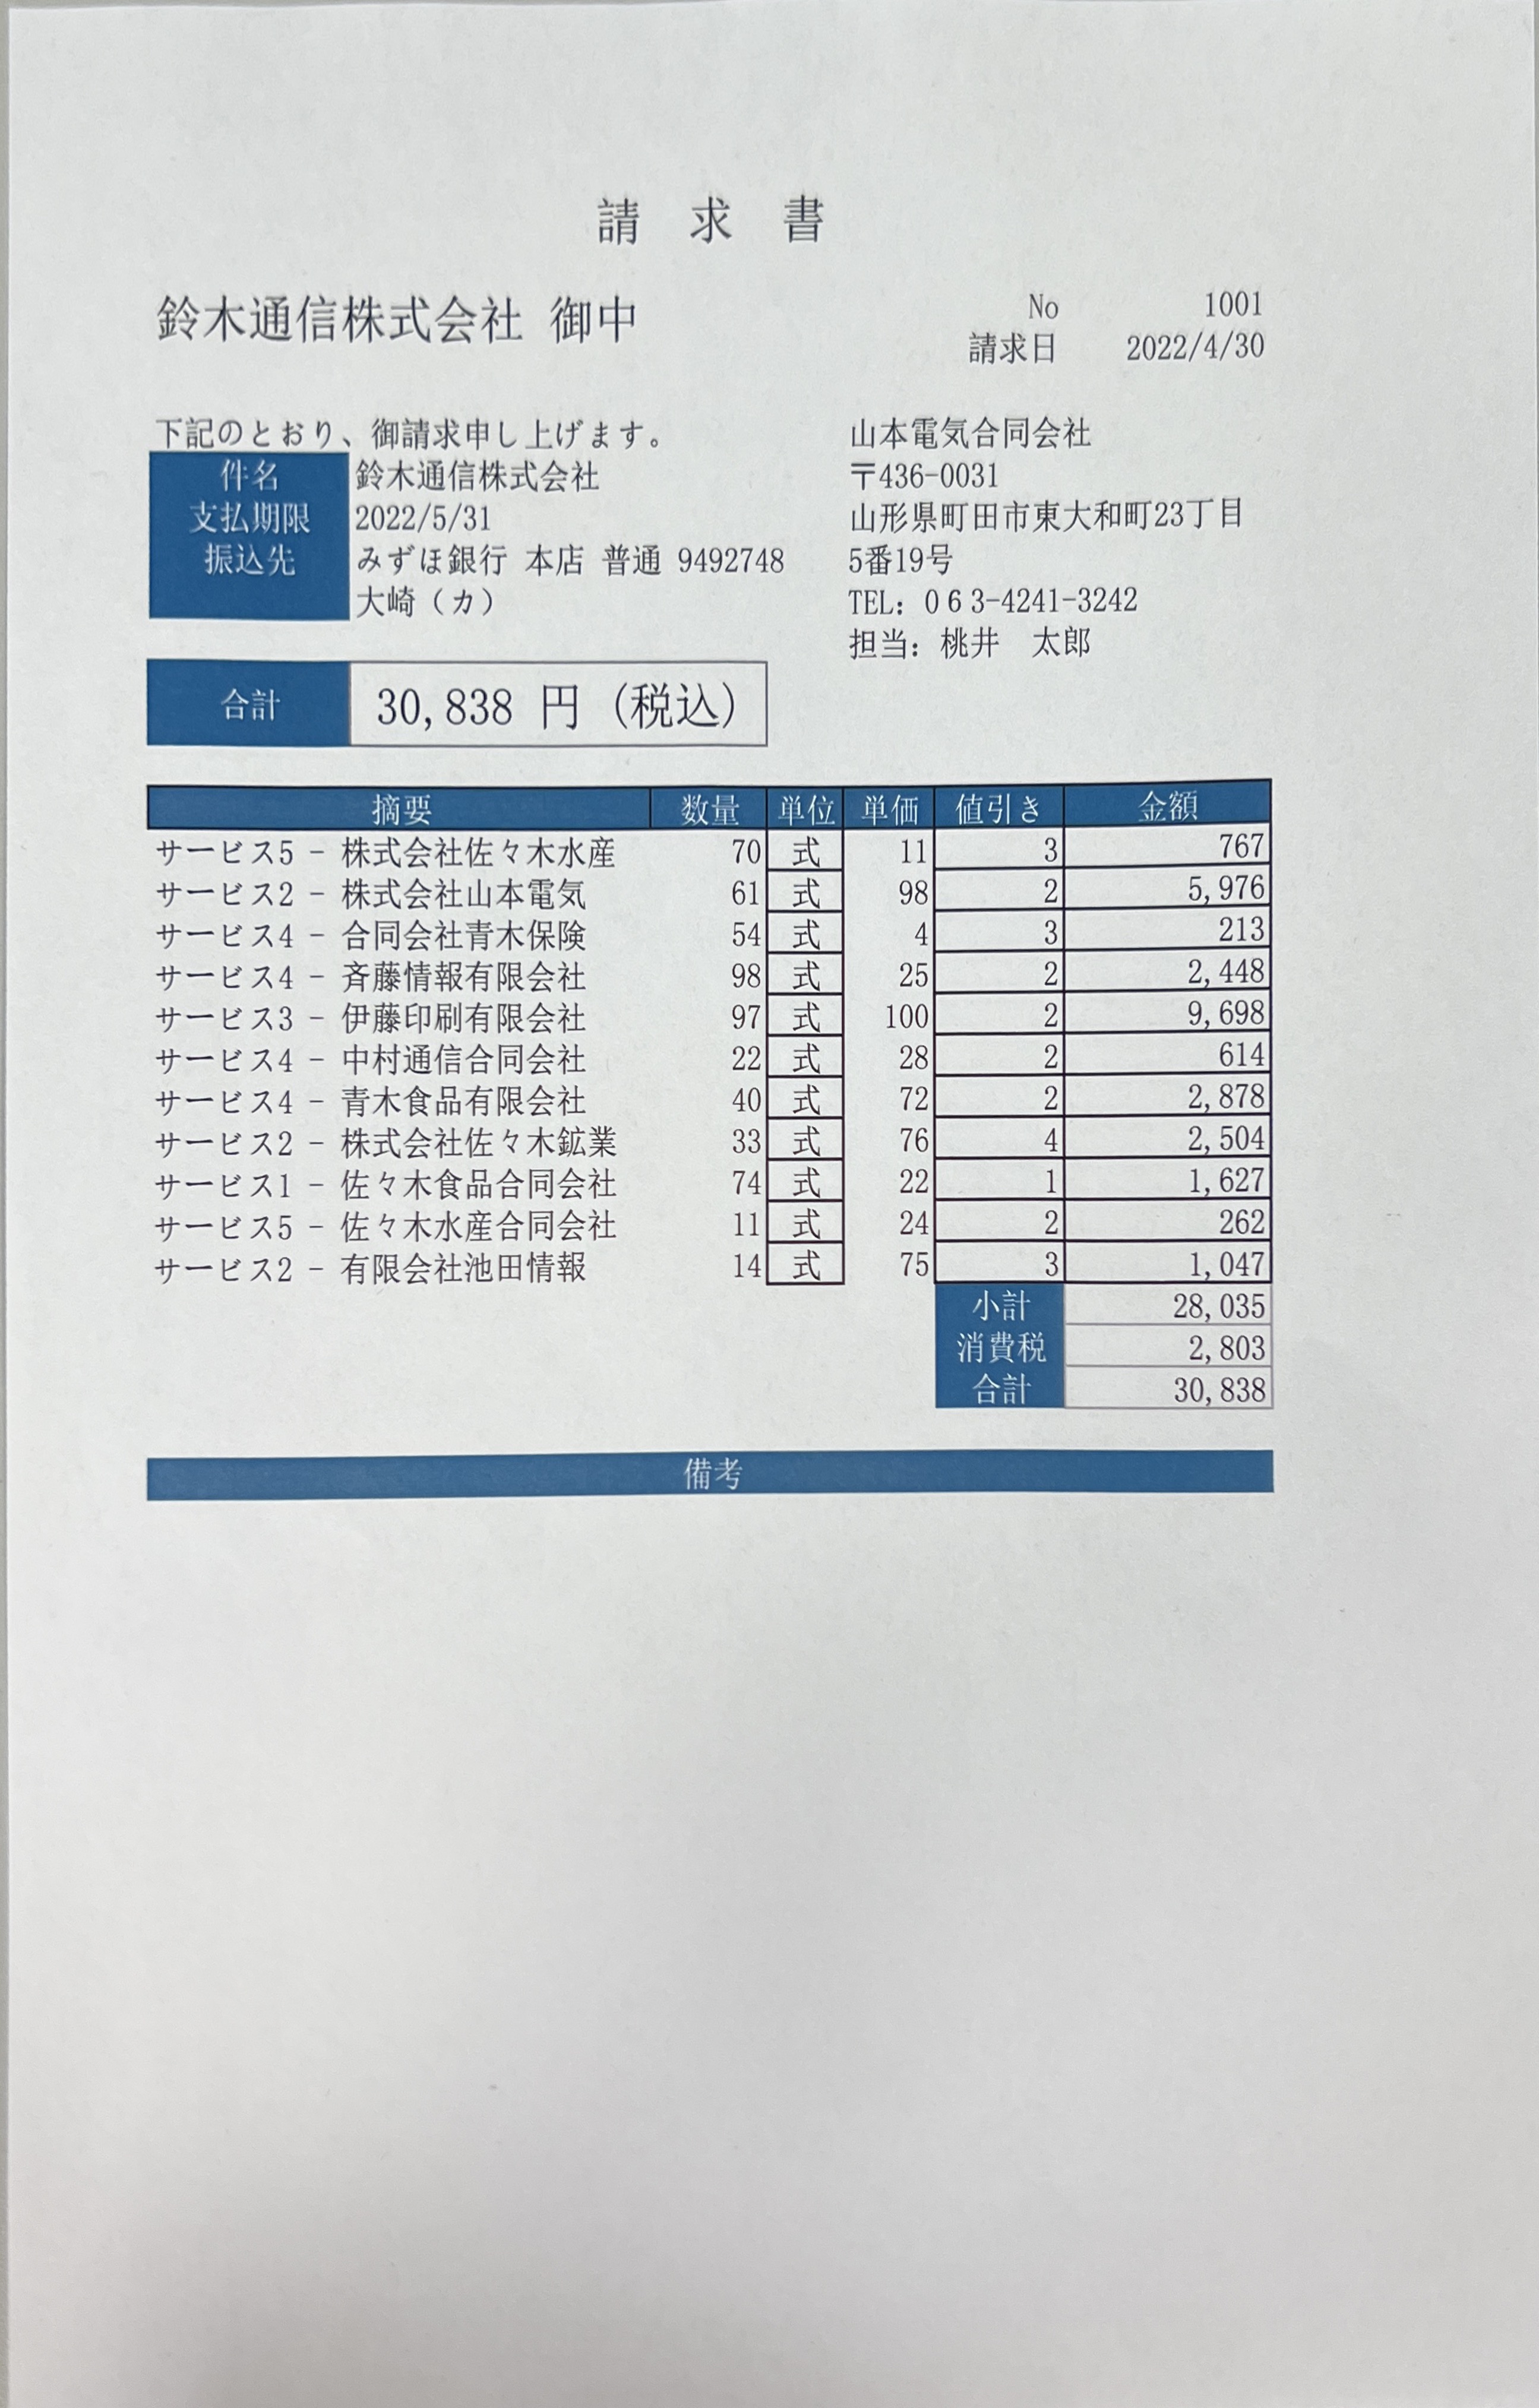 請 求 書
鈴木通信株式会社 御中
No 1001
請求日 2022/4/30
下記のとおり、御請求申し上げます。
件名 鈴木通信株式会社
支払期限 2022/5/31
振込先 みずほ銀行 本店 普通 9492748
大崎（カ）
山本電気合同会社
〒436-0031
山形県町田市東大和町23丁目
5番19号
TEL: 063-4241-3242
担当: 桃井　太郎
合計 30,838 円 (税込)
摘要 数量 単位 単価 値引き 金額
サービス5 - 株式会社佐々木水産 70 式 11 3 767
サービス2 - 株式会社山本電気 61 式 98 2 5,976
サービス4 - 合同会社青木保険 54 式 4 3 213
サービス4 - 斉藤情報有限会社 98 式 25 2 2,448
サービス3 - 伊藤印刷有限会社 97 式 100 2 9,698
サービス4 - 中村通信合同会社 22 式 28 2 614
サービス4 - 青木食品有限会社 40 式 72 2 2,878
サービス2 - 株式会社佐々木鉱業 33 式 76 4 2,504
サービス1 - 佐々木食品合同会社 74 式 22 1 1,627
サービス5 - 佐々木水産合同会社 11 式 24 2 262
サービス2 - 有限会社池田情報 14 式 75 3 1,047
小計 28,035
消費税 2,803
合計 30,838
備考